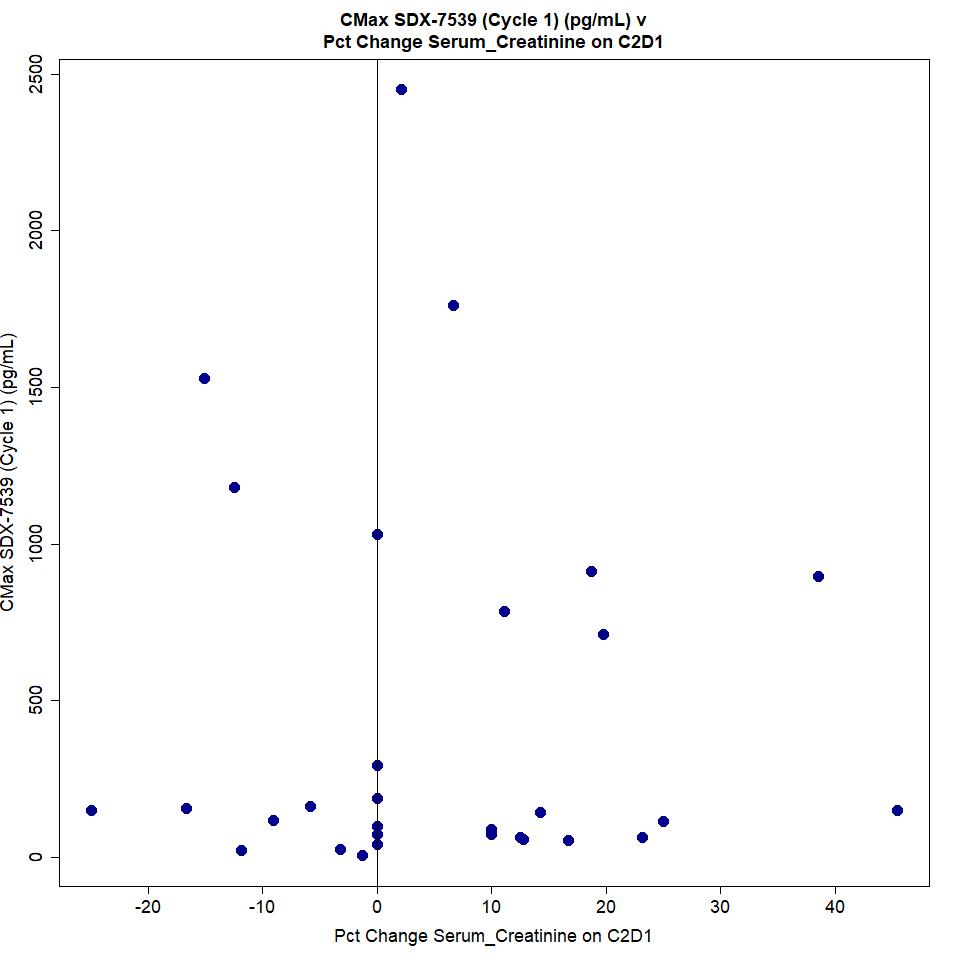 CMax SDX-7539 (Cycle 1) (pg/mL) v
Pct Change Serum_Creatinine on C2D1
CMax SDX-7539 (Cycle 1) (pg/mL)
2500
2000
1500
1000
500
0
-20 -10 0 10 20 30 40
Pct Change Serum_Creatinine on C2D1